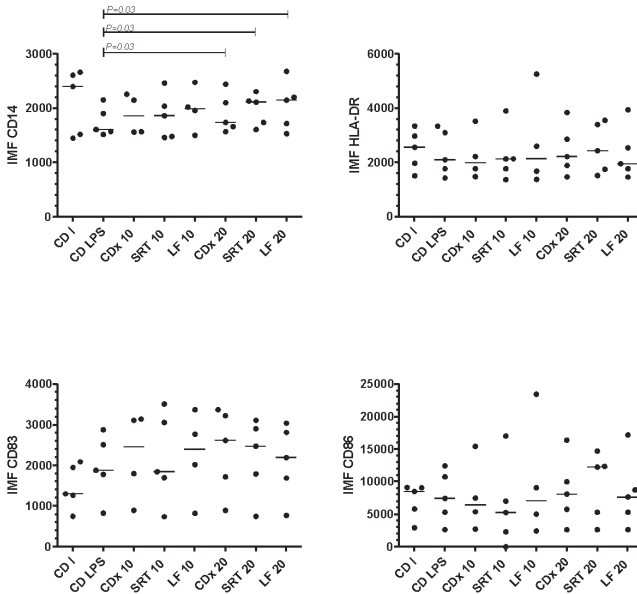 P=0.03
P=0.03
P=0.03
IMF CD14
3000
2000
1000
0
CD I
CD LPS
CDx 10
SRT 10
LF 10
CDx 20
SRT 20
LF 20
IMF HLA-DR
6000
4000
2000
0
CD I
CD LPS
CDx 10
SRT 10
LF 10
CDx 20
SRT 20
LF 20
IMF CD83
4000
3000
2000
1000
0
CD I
CD LPS
CDx 10
SRT 10
LF 10
CDx 20
SRT 20
LF 20
IMF CD86
25000
20000
15000
10000
5000
0
CD I
CD LPS
CDx 10
SRT 10
LF 10
CDx 20
SRT 20
LF 20